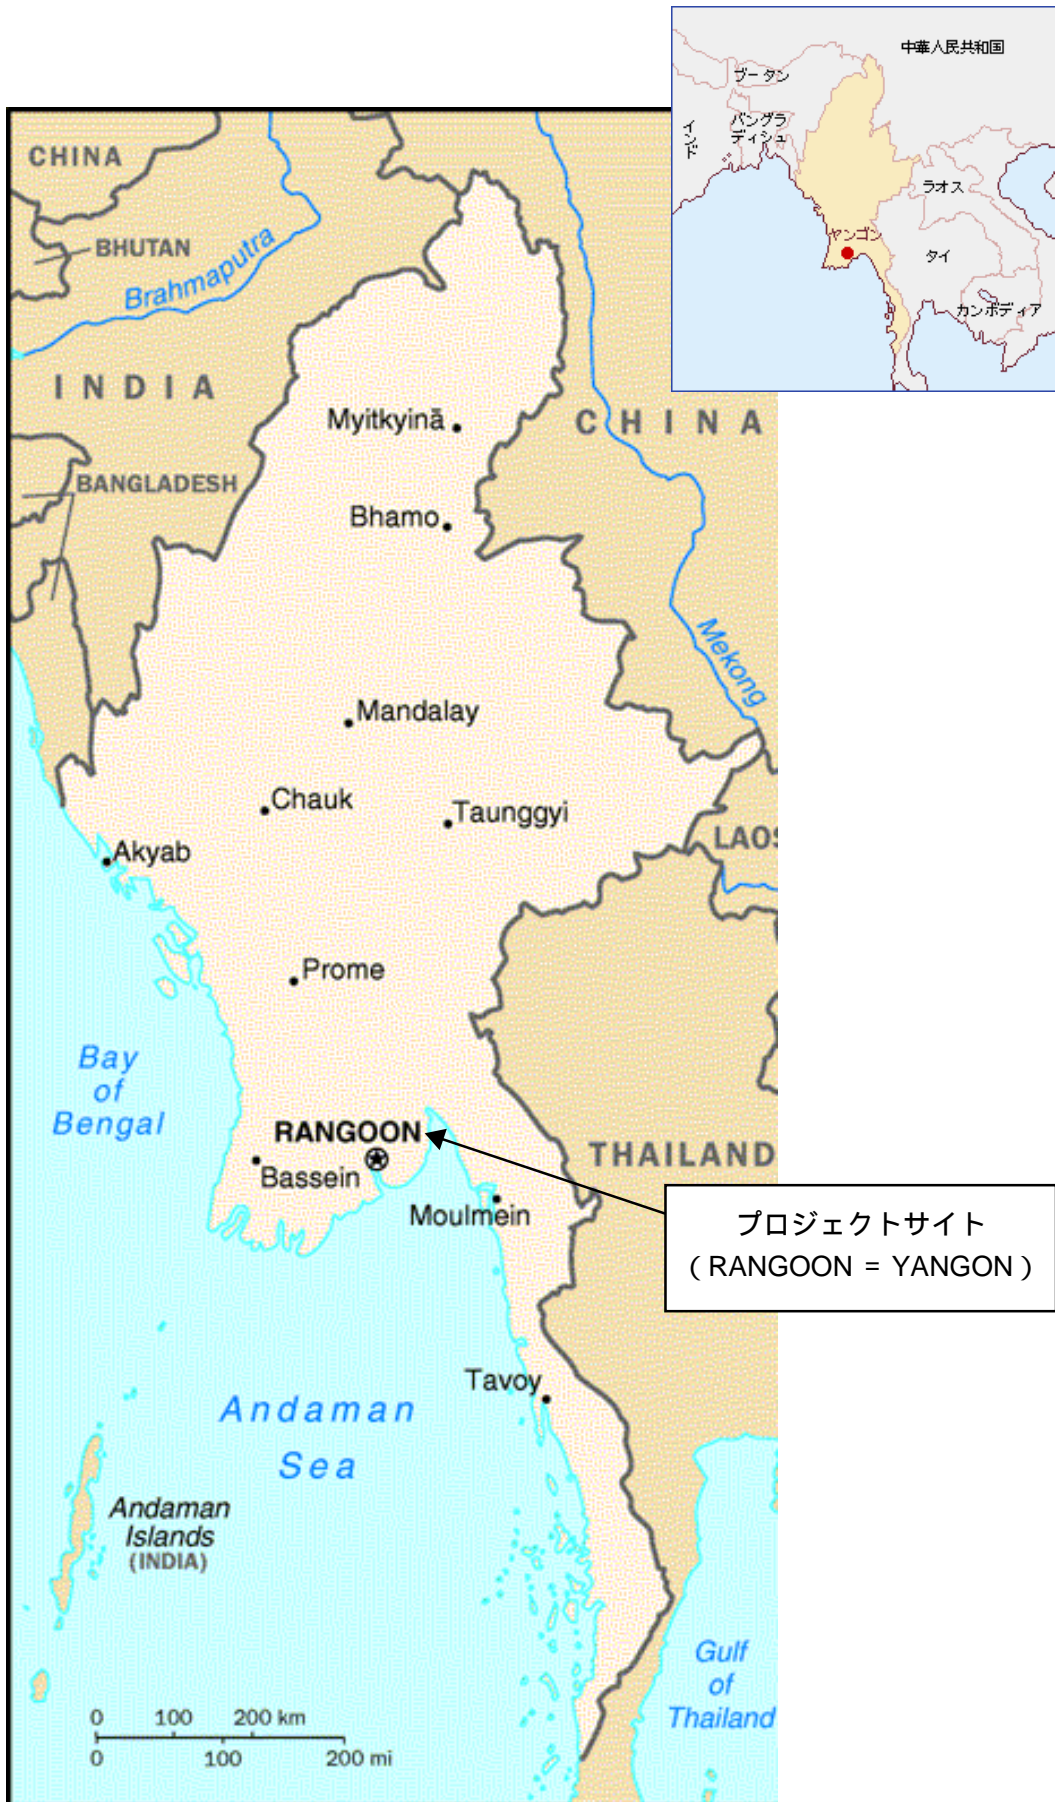 中華人民共和国
ブータン
バングラ
ディシュ
インド
ラオス
ヤンゴン
タイ
カンボディア
CHINA
BHUTAN
Brahmaputra
INDIA
CHINA
Myitkyinā
BANGLADESH
Bhamo
Mekong
Mandalay
Chauk
Taunggyi
LAOS
Akyab
Prome
Bay
of
Bengal
RANGOON
THAILAND
Bassein
Moulmein
プロジェクトサイト
（RANGOON = YANGON）
Tavoy
Andaman
Sea
Andaman
Islands
(INDIA)
Gulf
of
Thailand
0 100 200 km
0 100 200 mi